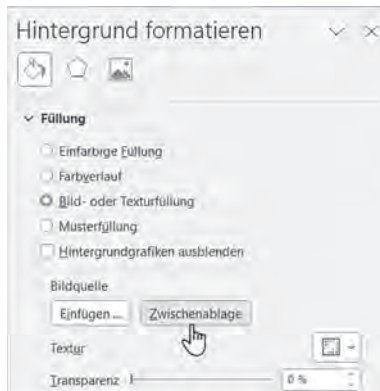 Hintergrund formatieren
Füllung
Einfarbige Füllung
Farbverlauf
Bild- oder Texturfüllung
Musterfüllung
Hintergrundgrafiken ausblenden
Bildquelle
Einfügen ... Zwischenablage
Textur
Transparenz 0 %